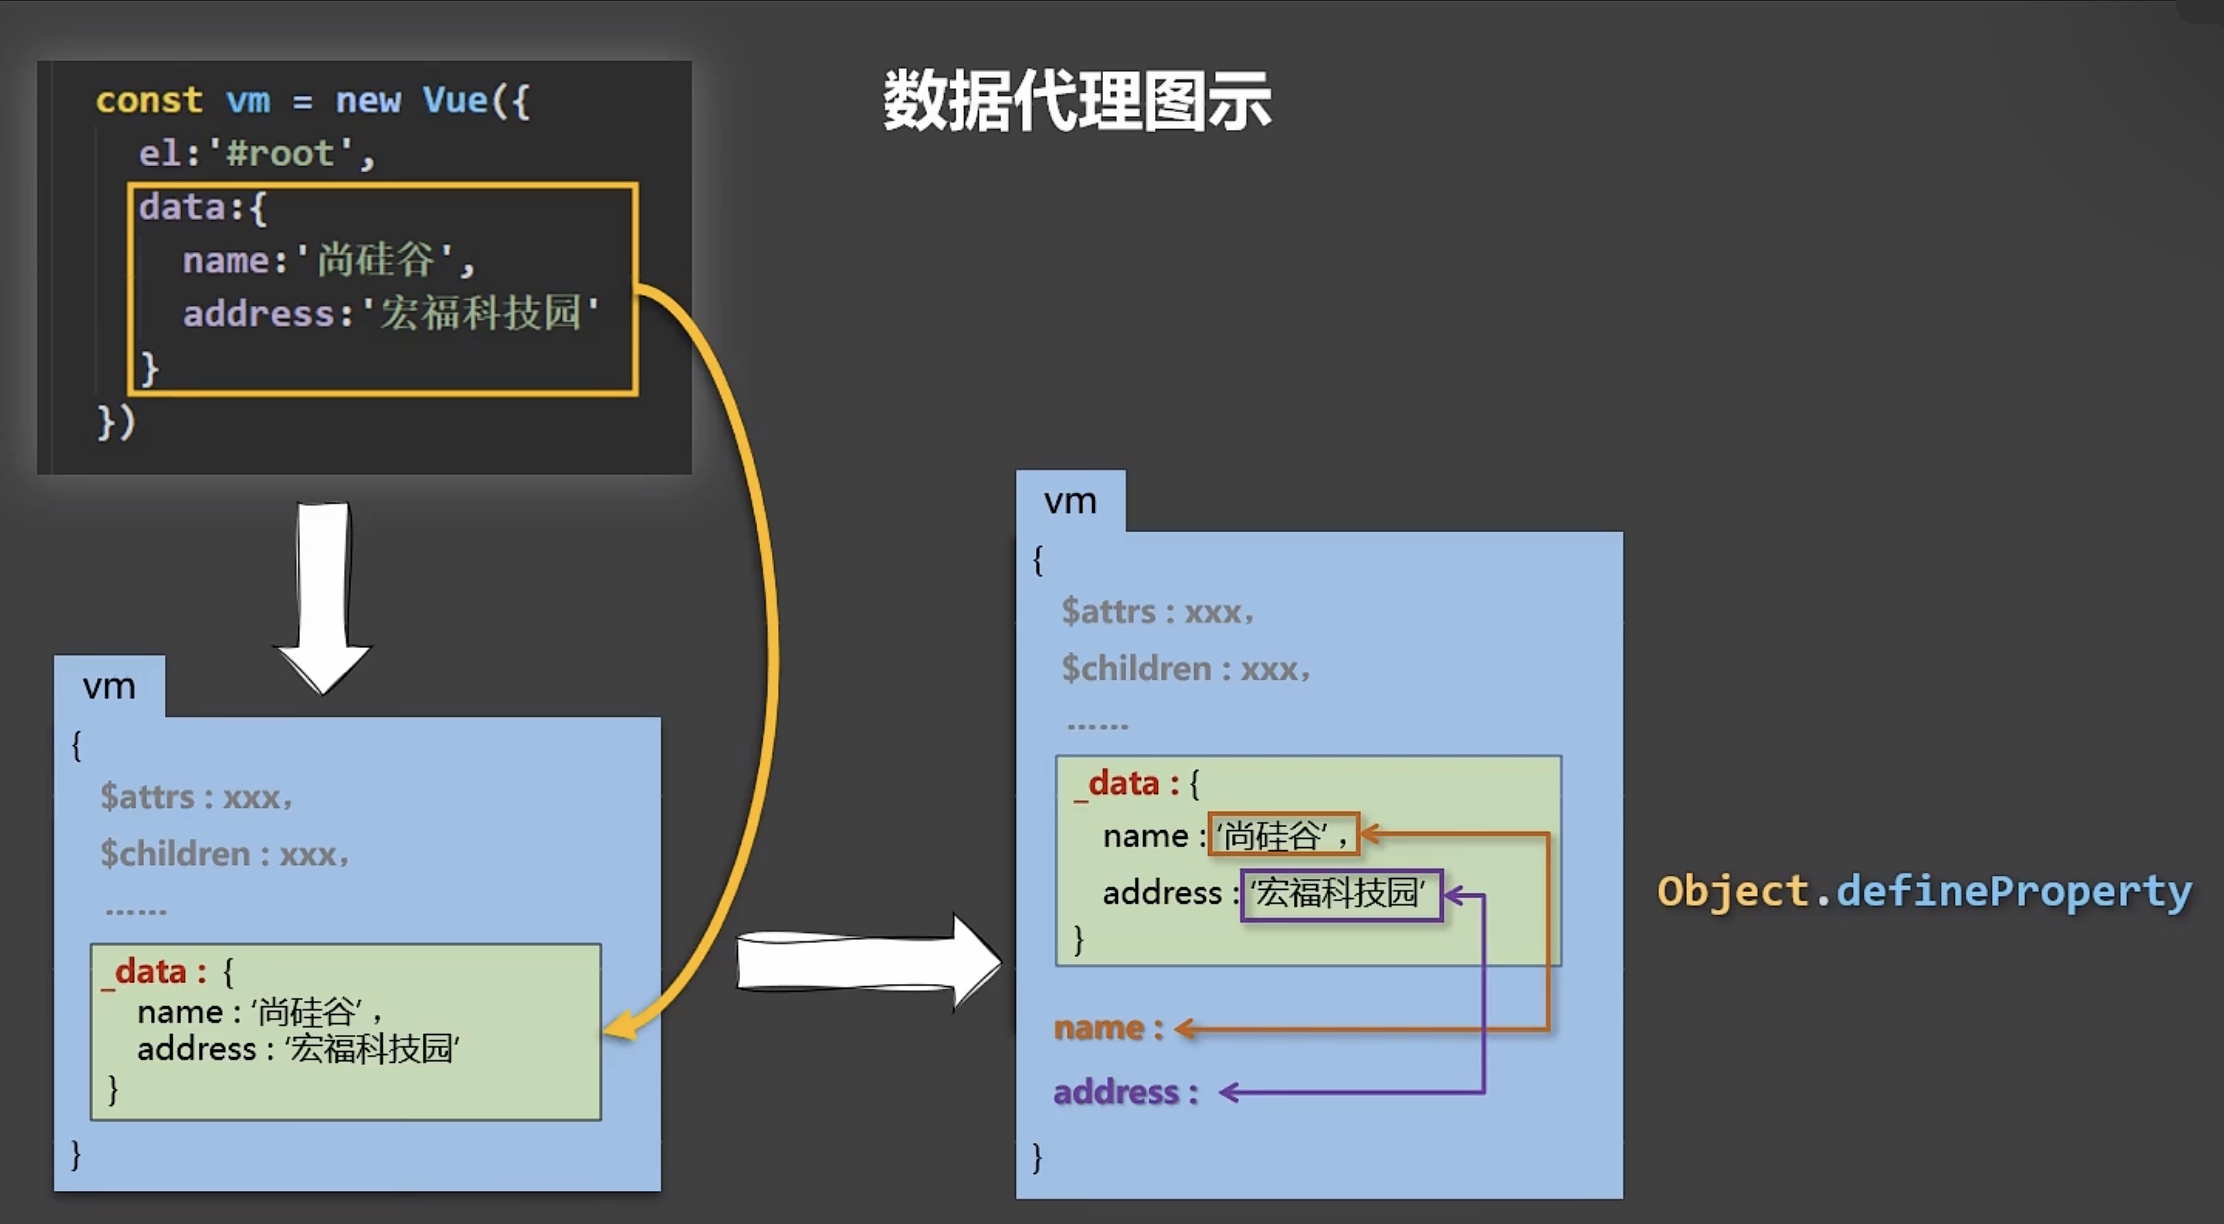 数据代理图示
const vm = new Vue({
el:'#root',
data:{
name:'尚硅谷',
address:'宏福科技园'
}
})
vm
{
$attrs : xxx，
$children : xxx，
......
_data : {
name : ‘尚硅谷’ ，
address : ‘宏福科技园’
}
}
vm
{
$attrs : xxx，
$children : xxx，
......
_data : {
name : ‘尚硅谷’ ，
address : ‘宏福科技园’
}
name :
address :
}
Object.defineProperty